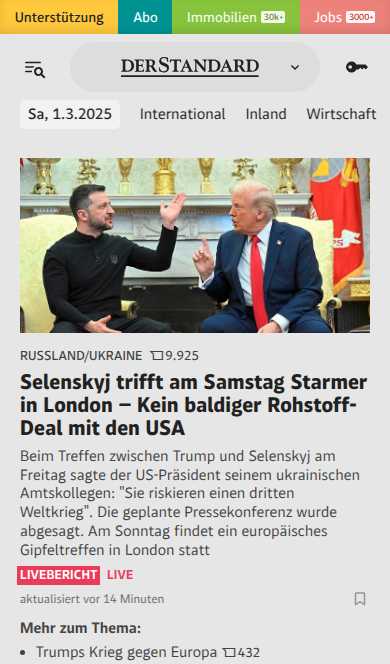 Unterstützung Abo Immobilien 30k+ Jobs 3000+
DERSTANDARD
Sa, 1.3.2025 International Inland Wirtschaft
RUSSLAND/UKRAINE 9.925
Selenskyj trifft am Samstag Starmer
in London – Kein baldiger Rohstoff-
Deal mit den USA
Beim Treffen zwischen Trump und Selenskyj am
Freitag sagte der US-Präsident seinem ukrainischen
Amtskollegen: "Sie riskieren einen dritten
Weltkrieg". Die geplante Pressekonferenz wurde
abgesagt. Am Sonntag findet ein europäisches
Gipfeltreffen in London statt
LIVEBERICHT LIVE
aktualisiert vor 14 Minuten
Mehr zum Thema:
• Trumps Krieg gegen Europa 432